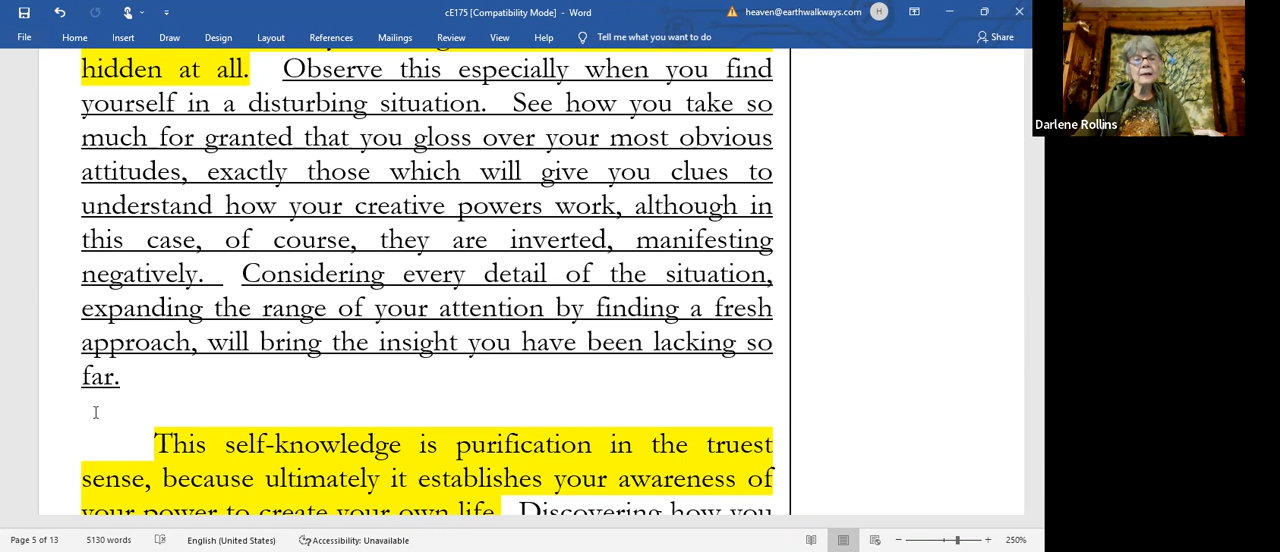 cE175 [Compatibility Mode] - Word
heaven@earthwalkways.com
H
File Home Insert Draw Design Layout References Mailings Review View Help Tell me what you want to do Share
Darlene Rollins
hidden at all. Observe this especially when you find
yourself in a disturbing situation. See how you take so
much for granted that you gloss over your most obvious
attitudes, exactly those which will give you clues to
understand how your creative powers work, although in
this case, of course, they are inverted, manifesting
negatively. Considering every detail of the situation,
expanding the range of your attention by finding a fresh
approach, will bring the insight you have been lacking so
far.
This self-knowledge is purification in the truest
sense, because ultimately it establishes your awareness of
your power to create your own life. Discovering how you
Page 5 of 13 5130 words English (United States) Accessibility: Unavailable 250%